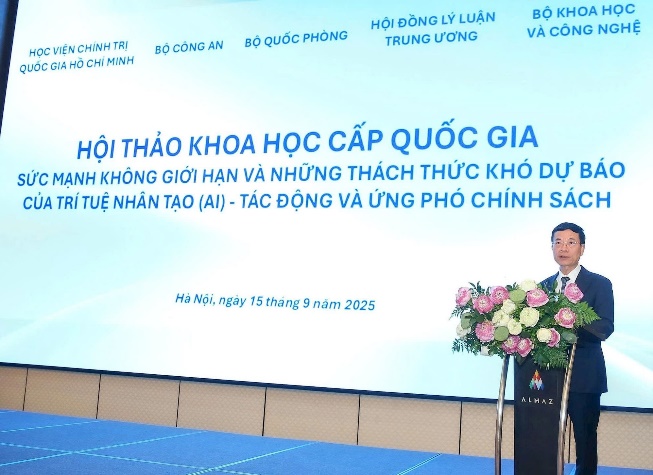 HỌC VIỆN CHÍNH TRỊ
QUỐC GIA HỒ CHÍ MINH
BỘ CÔNG AN
BỘ QUỐC PHÒNG
HỘI ĐỒNG LÝ LUẬN
TRUNG ƯƠNG
BỘ KHOA HỌC
VÀ CÔNG NGHỆ
HỘI THẢO KHOA HỌC CẤP QUỐC GIA
SỨC MẠNH KHÔNG GIỚI HẠN VÀ NHỮNG THÁCH THỨC KHÓ DỰ BÁO
CỦA TRÍ TUỆ NHÂN TẠO (AI) - TÁC ĐỘNG VÀ ỨNG PHÓ CHÍNH SÁCH
Hà Nội, ngày 15 tháng 9 năm 2025
ALMAZ